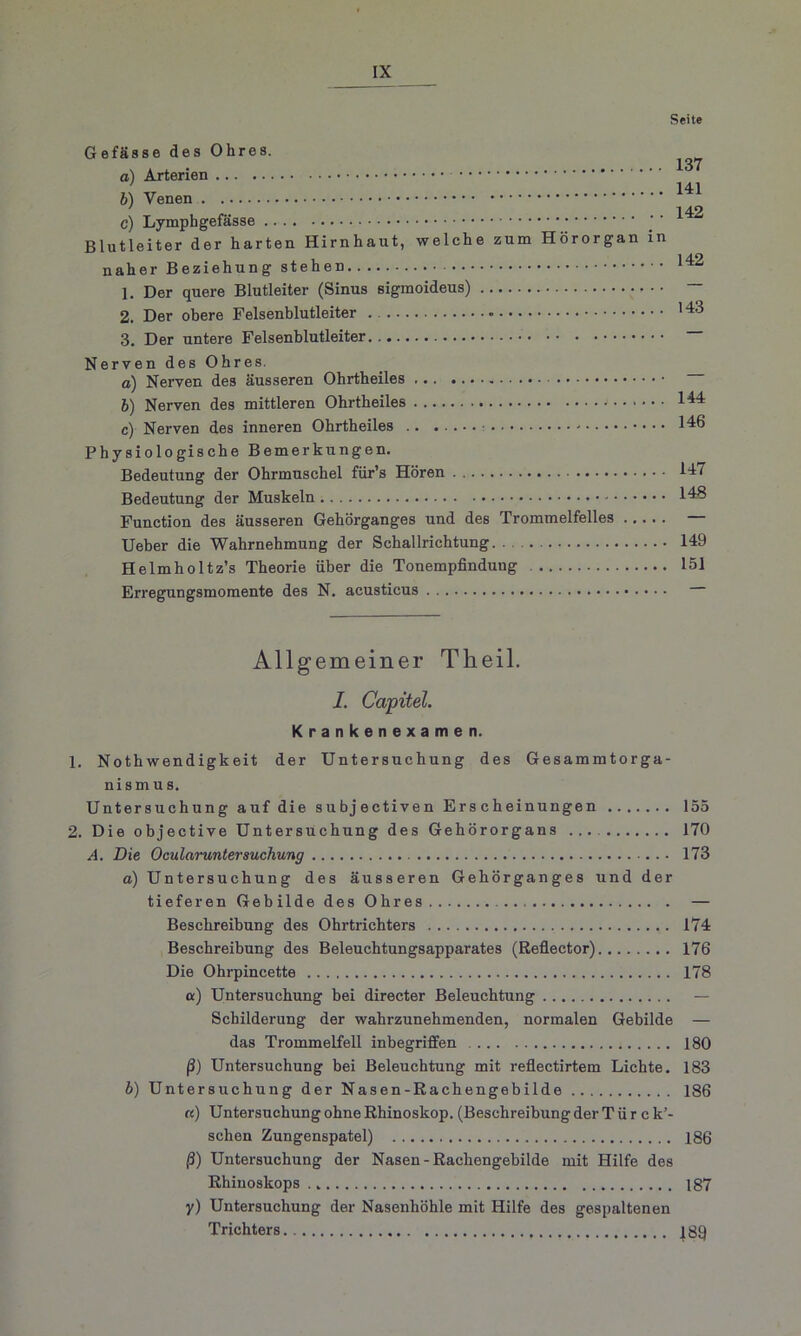 IX
Seite
Gefässe des Ohres.
a) Arterien ... 137
b) Venen ... 141
c) Lymphgefässe ... 142
Blutleiter der harten Hirnhaut, welche zum Hörorgan in
naher Beziehung stehen ... 142
1. Der quere Blutleiter (Sinus sigmoideus) ... —
2. Der obere Felsenblutleiter ... 143
3. Der untere Felsenblutleiter ... —
Nerven des Ohres.
a) Nerven des äusseren Ohrtheiles ... —
b) Nerven des mittleren Ohrtheiles ... 144
c) Nerven des inneren Ohrtheiles ... 146
Physiologische Bemerkungen.
Bedeutung der Ohrmuschel für's Hören ... 147
Bedeutung der Muskeln ... 148
Function des äusseren Gehörganges und des Trommelfelles ..... —
Ueber die Wahrnehmung der Schallrichtung ... 149
Helmholtz's Theorie über die Tonempfindung ... 151
Erregungsmomente des N. acusticus ... —
Allgemeiner Theil.
I. Capitel.
Krankenexamen.
1. Nothwendigkeit der Untersuchung des Gesammtorga-
nismus.
Untersuchung auf die subjectiven Erscheinungen ....... 155
2. Die objective Untersuchung des Gehörorgans ... 170
A. Die Ocularuntersuchung ... 173
a) Untersuchung des äusseren Gehörganges und der
tieferen Gebilde des Ohres ... —
Beschreibung des Ohrtrichters ... 174
Beschreibung des Beleuchtungsapparates (Reflector) ........ 176
Die Ohrpincette ... 178
α) Untersuchung bei directer Beleuchtung ... —
Schilderung der wahrzunehmenden, normalen Gebilde —
das Trommelfell inbegriffen ... 180
β) Untersuchung bei Beleuchtung mit reflectirtem Lichte. 183
b) Untersuchung der Nasen-Rachengebilde ... 186
α) Untersuchung ohne Rhinoskop. (Beschreibung der Türck'-
schen Zungenspatel) ... 186
β) Untersuchung der Nasen-Rachengebilde mit Hilfe des
Rhinoskops ... 187
γ) Untersuchung der Nasenhöhle mit Hilfe des gespaltenen
Trichters ... 189